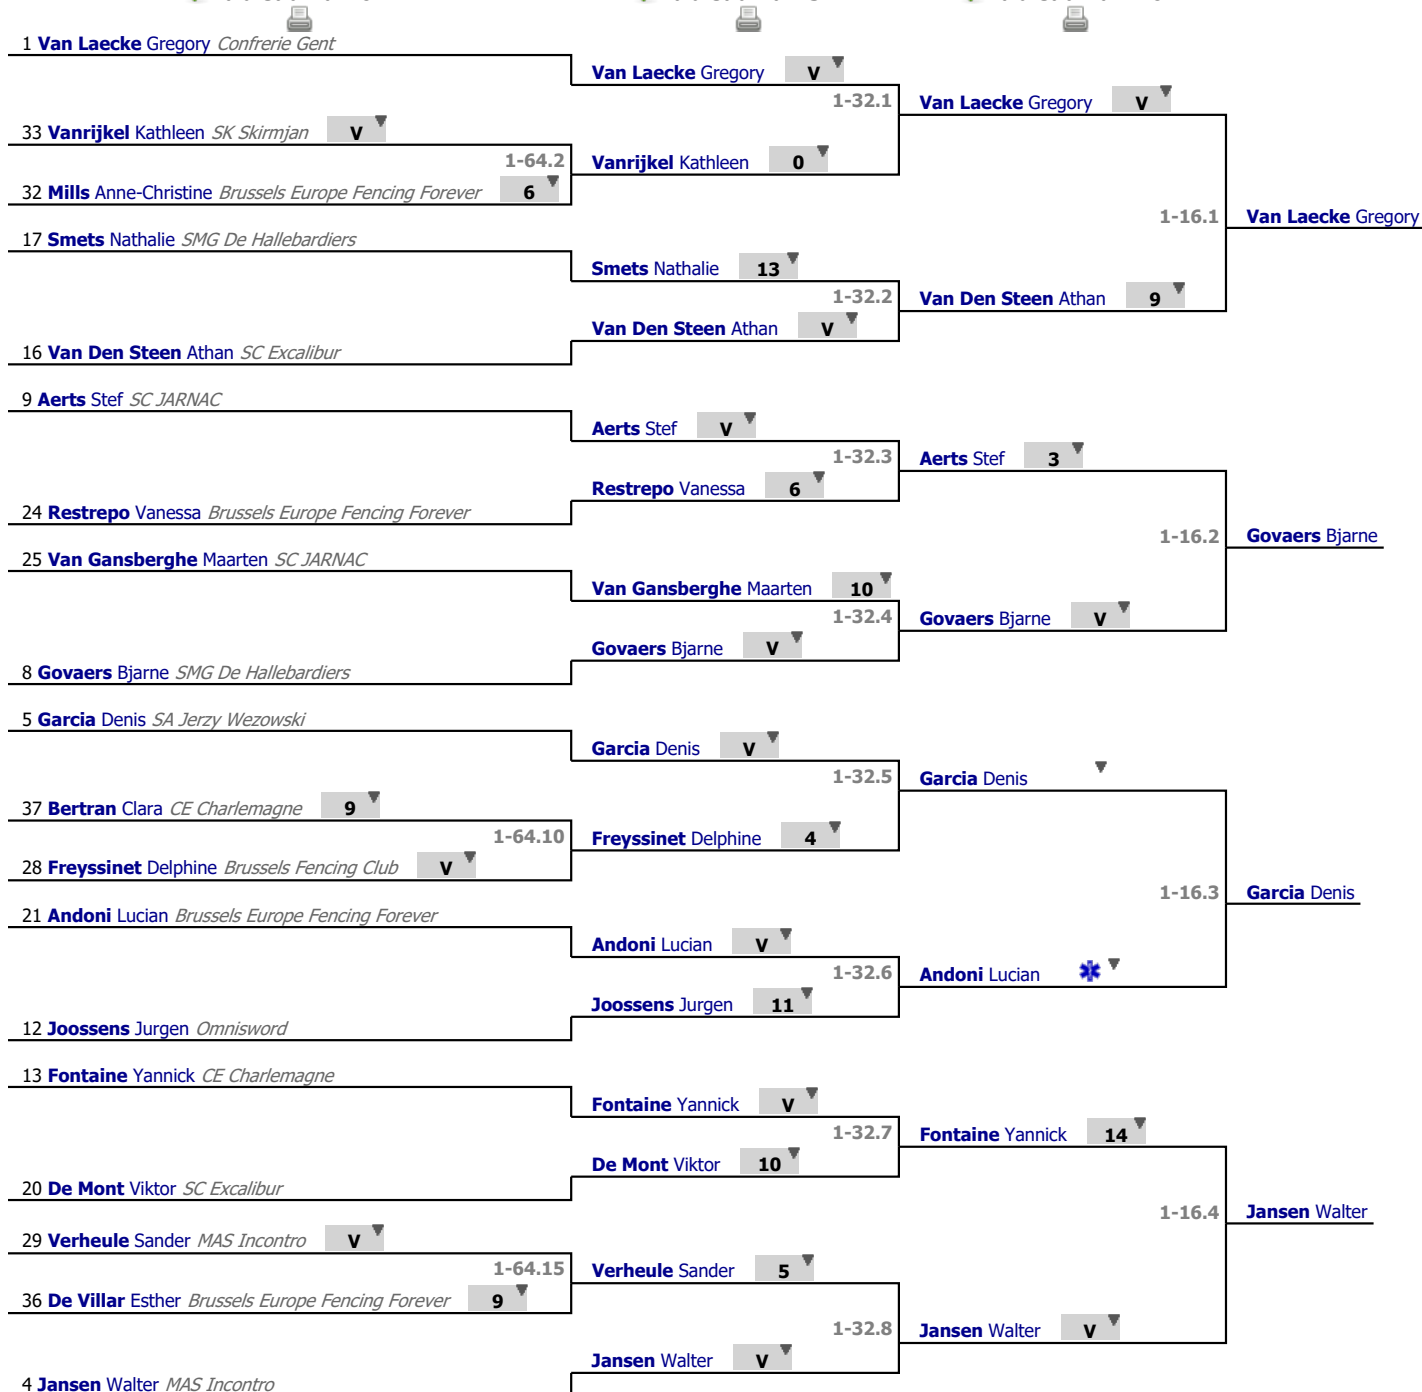 1 Van Laecke Gregory Confrerie Gent
Van Laecke Gregory V
1-32.1
Van Laecke Gregory V
33 Vanrijkel Kathleen SK Skirmjan V
1-64.2
Vanrijkel Kathleen 0
32 Mills Anne-Christine Brussels Europe Fencing Forever 6
1-16.1
Van Laecke Gregory
17 Smets Nathalie SMG De Hallebardiers
Smets Nathalie 13
1-32.2
Van Den Steen Athan 9
Van Den Steen Athan V
16 Van Den Steen Athan SC Excalibur
9 Aerts Stef SC JARNAC
Aerts Stef V
1-32.3
Aerts Stef 3
Restrepo Vanessa 6
24 Restrepo Vanessa Brussels Europe Fencing Forever
1-16.2
Govaers Bjarne
25 Van Gansberghe Maarten SC JARNAC
Van Gansberghe Maarten 10
1-32.4
Govaers Bjarne V
Govaers Bjarne V
8 Govaers Bjarne SMG De Hallebardiers
5 Garcia Denis SA Jerzy Wezowski
Garcia Denis V
1-32.5
Garcia Denis
37 Bertran Clara CE Charlemagne 9
1-64.10
Freyssinet Delphine 4
28 Freyssinet Delphine Brussels Fencing Club V
1-16.3
Garcia Denis
21 Andoni Lucian Brussels Europe Fencing Forever
Andoni Lucian V
1-32.6
Andoni Lucian
Joossens Jurgen 11
12 Joossens Jurgen Omnisword
13 Fontaine Yannick CE Charlemagne
Fontaine Yannick V
1-32.7
Fontaine Yannick 14
De Mont Viktor 10
20 De Mont Viktor SC Excalibur
1-16.4
Jansen Walter
29 Verheule Sander MAS Incontro V
1-64.15
Verheule Sander 5
36 De Villar Esther Brussels Europe Fencing Forever 9
1-32.8
Jansen Walter V
Jansen Walter V
4 Jansen Walter MAS Incontro